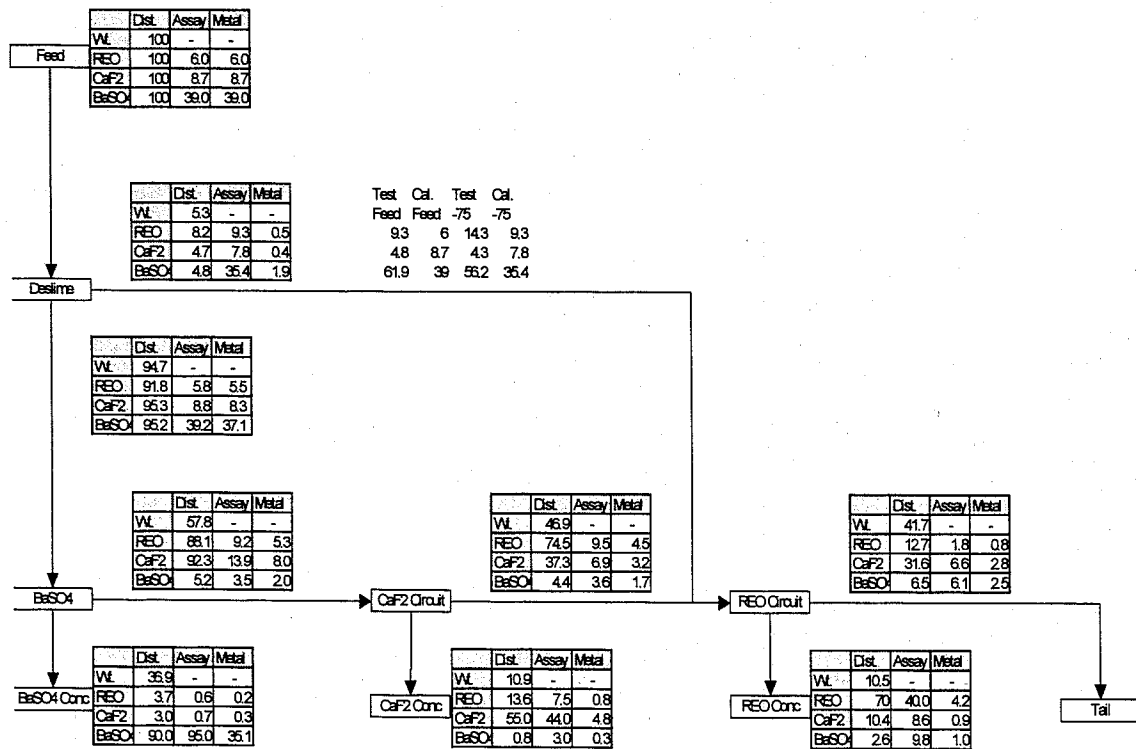 Dist. Assay Metal
Wt. 100 - -
Feed
REO 100 6.0 6.0
CaF2 100 8.7 8.7
BaSO4 100 39.0 39.0
Dist. Assay Metal
Wt. 5.3 - -
REO 8.2 9.3 0.5
CaF2 4.7 7.8 0.4
BaSO4 4.8 35.4 1.9
Test Cal. Test Cal.
Feed Feed -75 -75
9.3 6 14.3 9.3
4.8 8.7 4.3 7.8
61.9 39 56.2 35.4
Deslime
Dist. Assay Metal
Wt. 94.7 - -
REO 91.8 5.8 5.5
CaF2 95.3 8.8 8.3
BaSO4 95.2 39.2 37.1
Dist. Assay Metal
Wt. 57.8 - -
REO 88.1 9.2 5.3
CaF2 92.3 13.9 8.0
BaSO4 5.2 3.5 2.0
Dist. Assay Metal
Wt. 46.9 - -
REO 74.5 9.5 4.5
CaF2 37.3 6.9 3.2
BaSO4 4.4 3.6 1.7
Dist. Assay Metal
Wt. 41.7 - -
REO 12.7 1.8 0.8
CaF2 31.6 6.6 2.8
BaSO4 6.5 6.1 2.5
BaSO4
CaF2 Circuit
REO Circuit
Dist. Assay Metal
Wt. 36.9 - -
REO 3.7 0.6 0.2
CaF2 3.0 0.7 0.3
BaSO4 90.0 95.0 35.1
BaSO4 Conc
Dist. Assay Metal
Wt. 10.9 - -
REO 13.6 7.5 0.8
CaF2 55.0 44.0 4.8
BaSO4 0.8 3.0 0.3
CaF2 Conc
Dist. Assay Metal
Wt. 10.5 - -
REO 70 40.0 4.2
CaF2 10.4 8.6 0.9
BaSO4 2.6 9.8 1.0
REO Conc
Tail